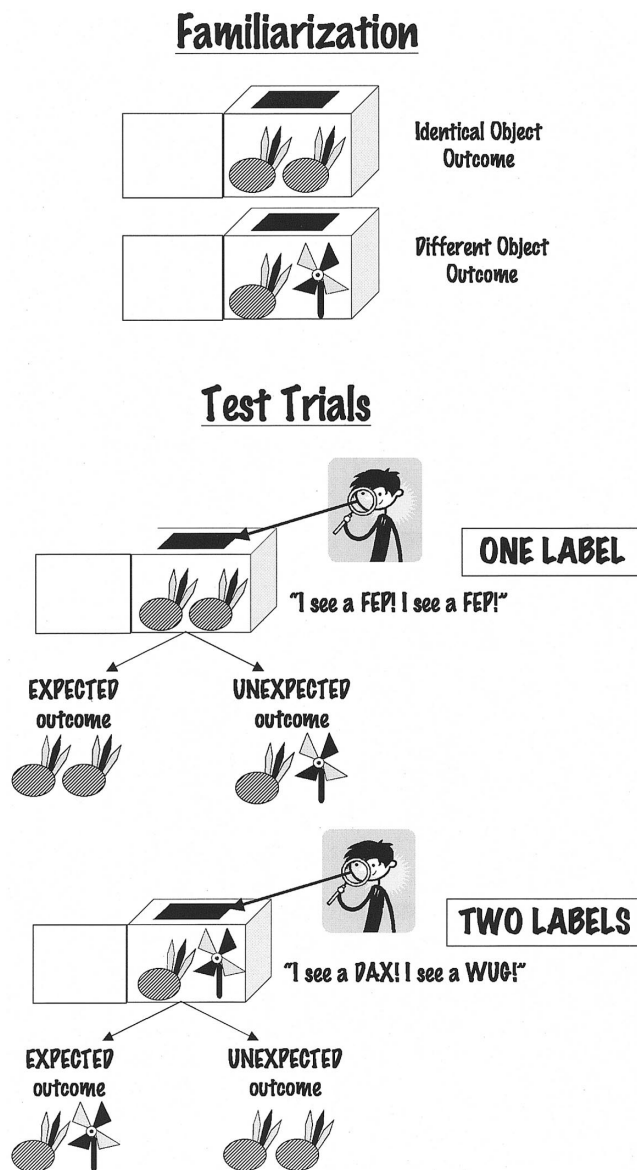 Familiarization
Identical Object
Outcome
Different Object
Outcome
Test Trials
ONE LABEL
"I see a FEP! I see a FEP!"
EXPECTED
outcome
UNEXPECTED
outcome
TWO LABELS
"I see a DAX! I see a WUG!"
EXPECTED
outcome
UNEXPECTED
outcome